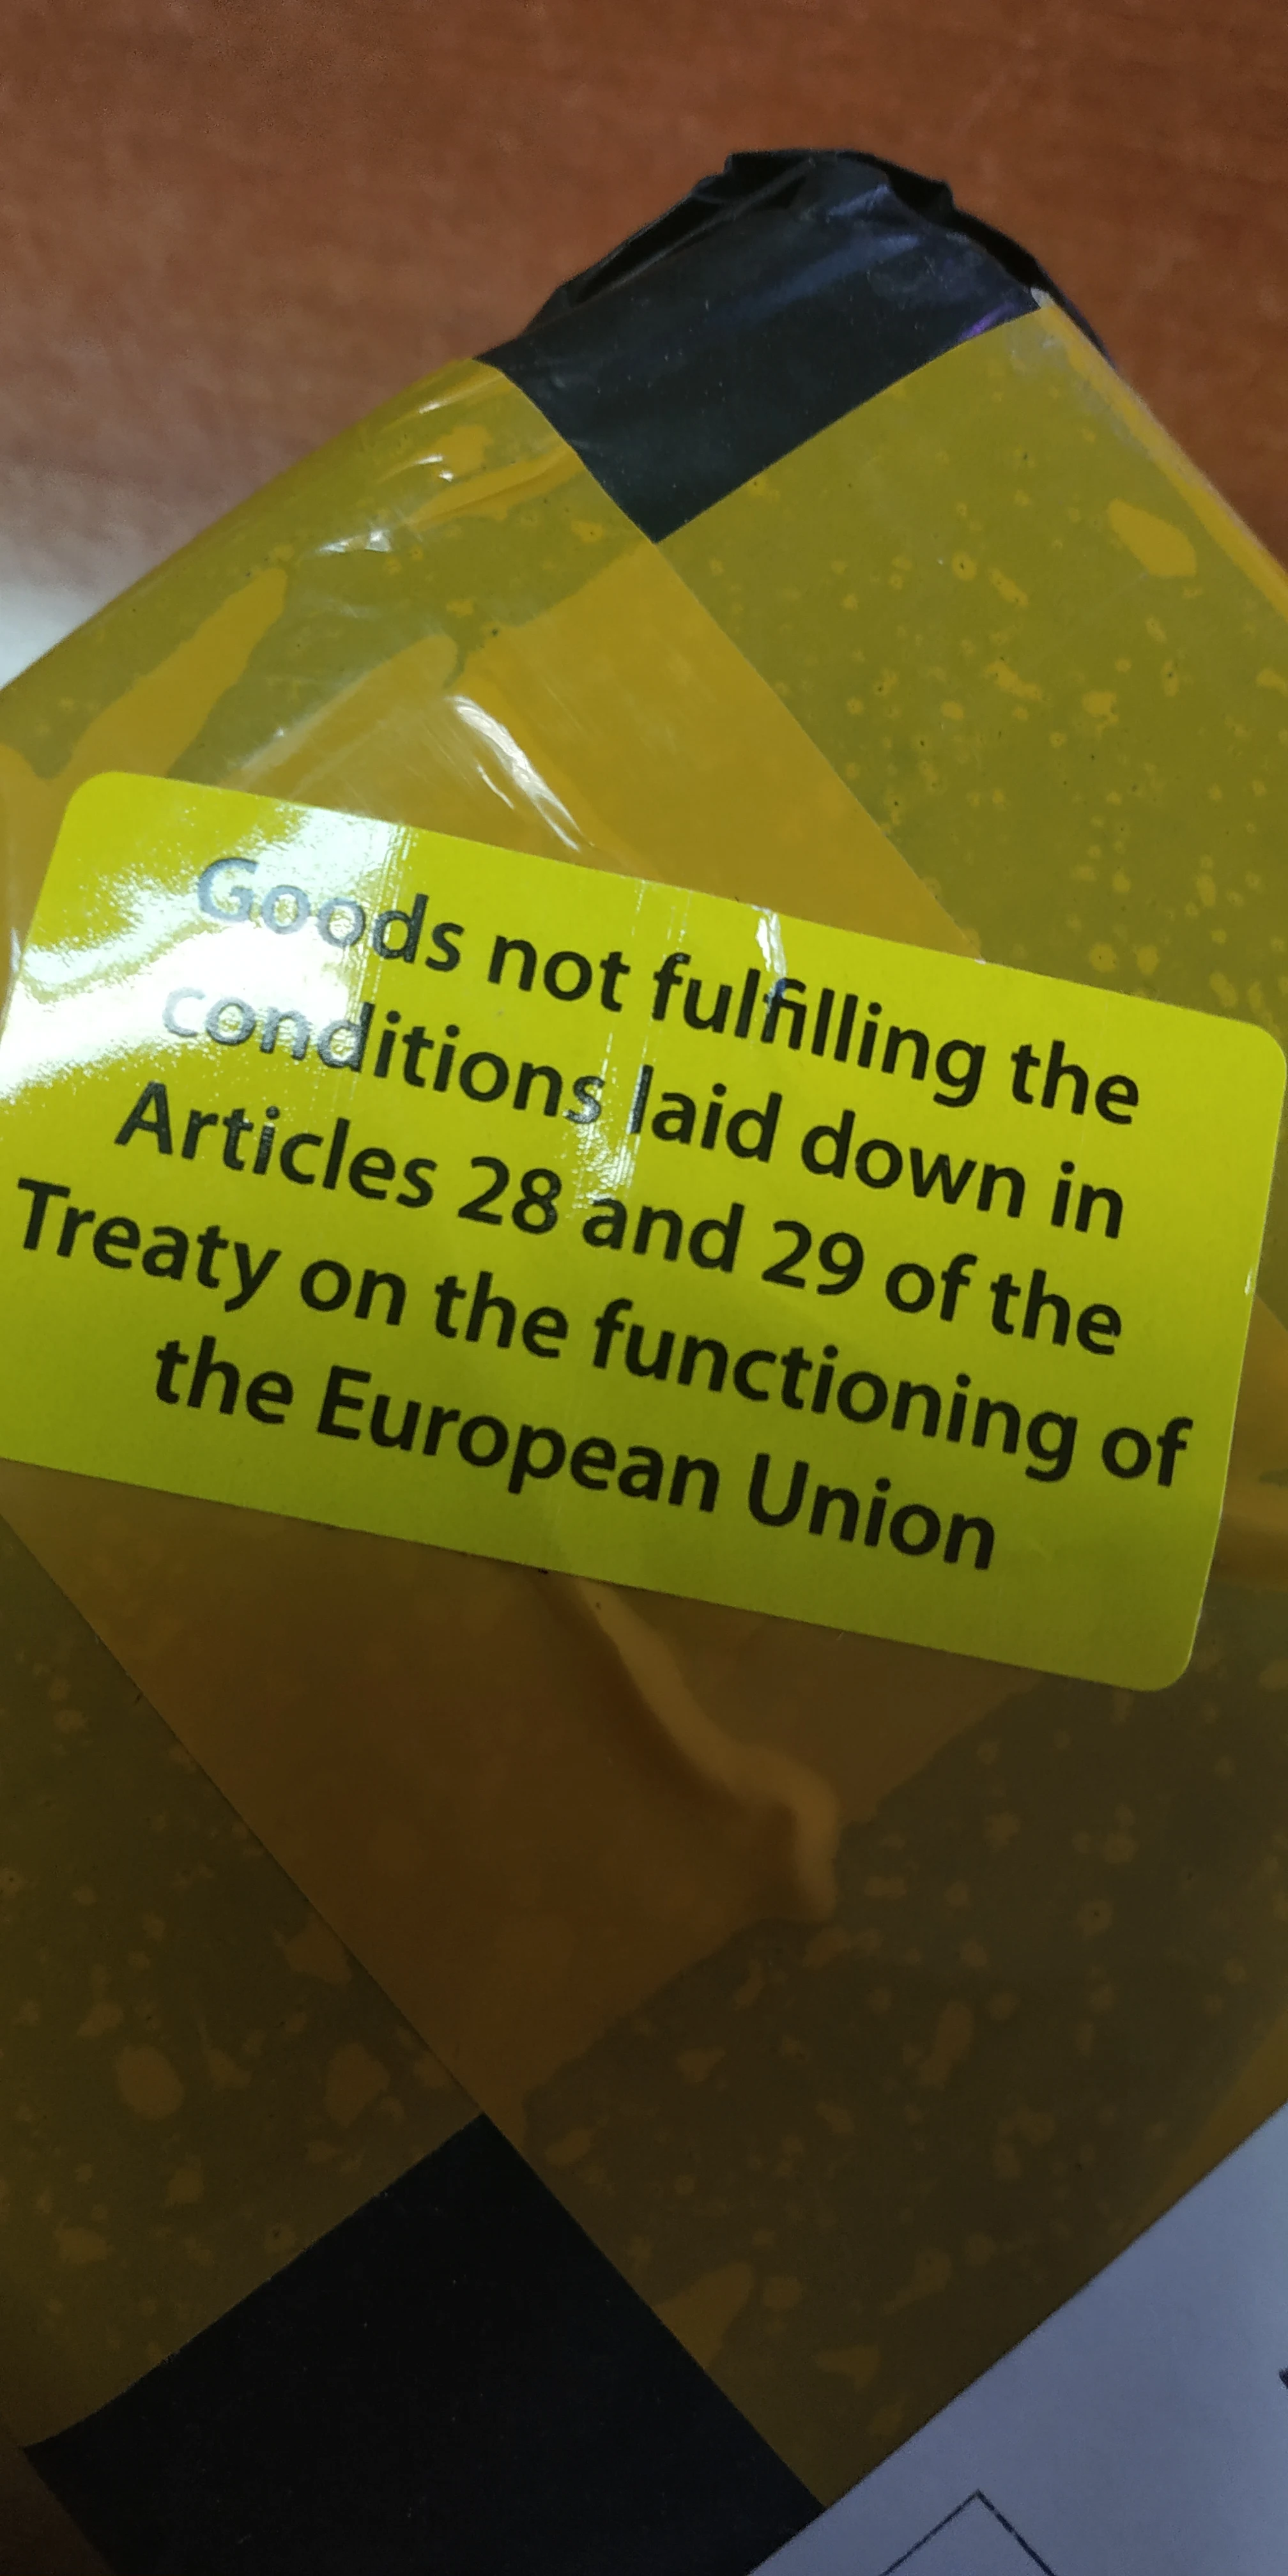 Goods not fulfilling the
conditions laid down in
Articles 28 and 29 of the
Treaty on the functioning of
the European Union